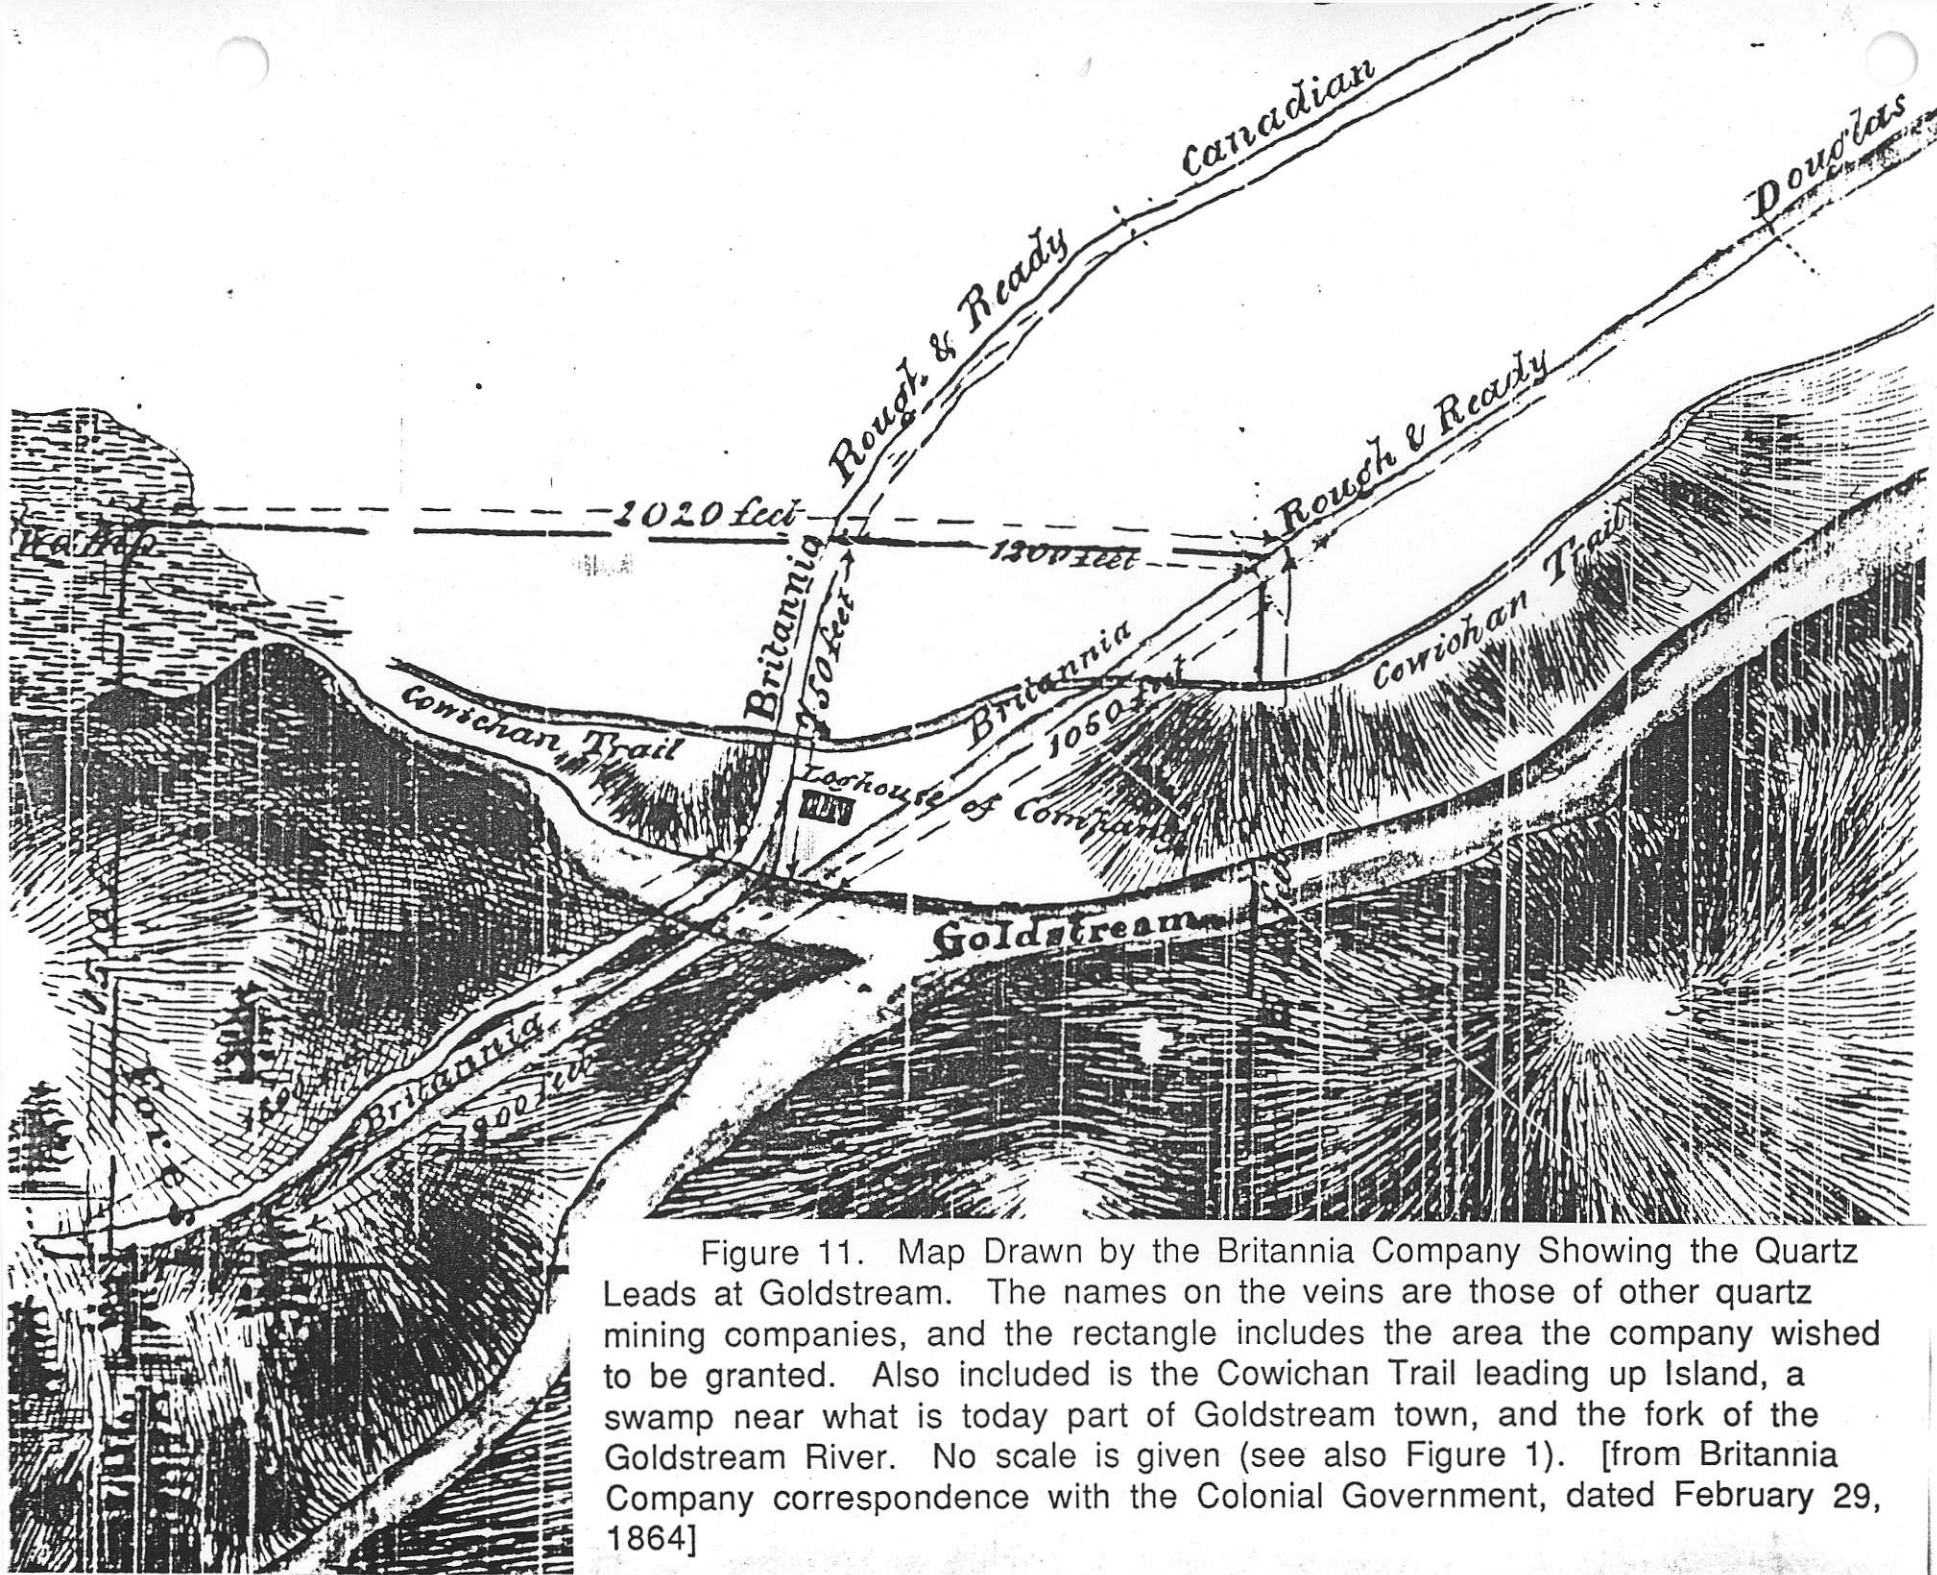 Canadian
Douglas
Rough & Ready
Rough & Ready
2020 feet
1200 feet
Britannia
750 feet
Britannia
1050 feet
Cowichan Trail
Cowichan Trail
Loghouse of Company
Goldstream
Britannia
Figure 11. Map Drawn by the Britannia Company Showing the Quartz
Leads at Goldstream. The names on the veins are those of other quartz
mining companies, and the rectangle includes the area the company wished
to be granted. Also included is the Cowichan Trail leading up Island, a
swamp near what is today part of Goldstream town, and the fork of the
Goldstream River. No scale is given (see also Figure 1). [from Britannia
Company correspondence with the Colonial Government, dated February 29,
1864]